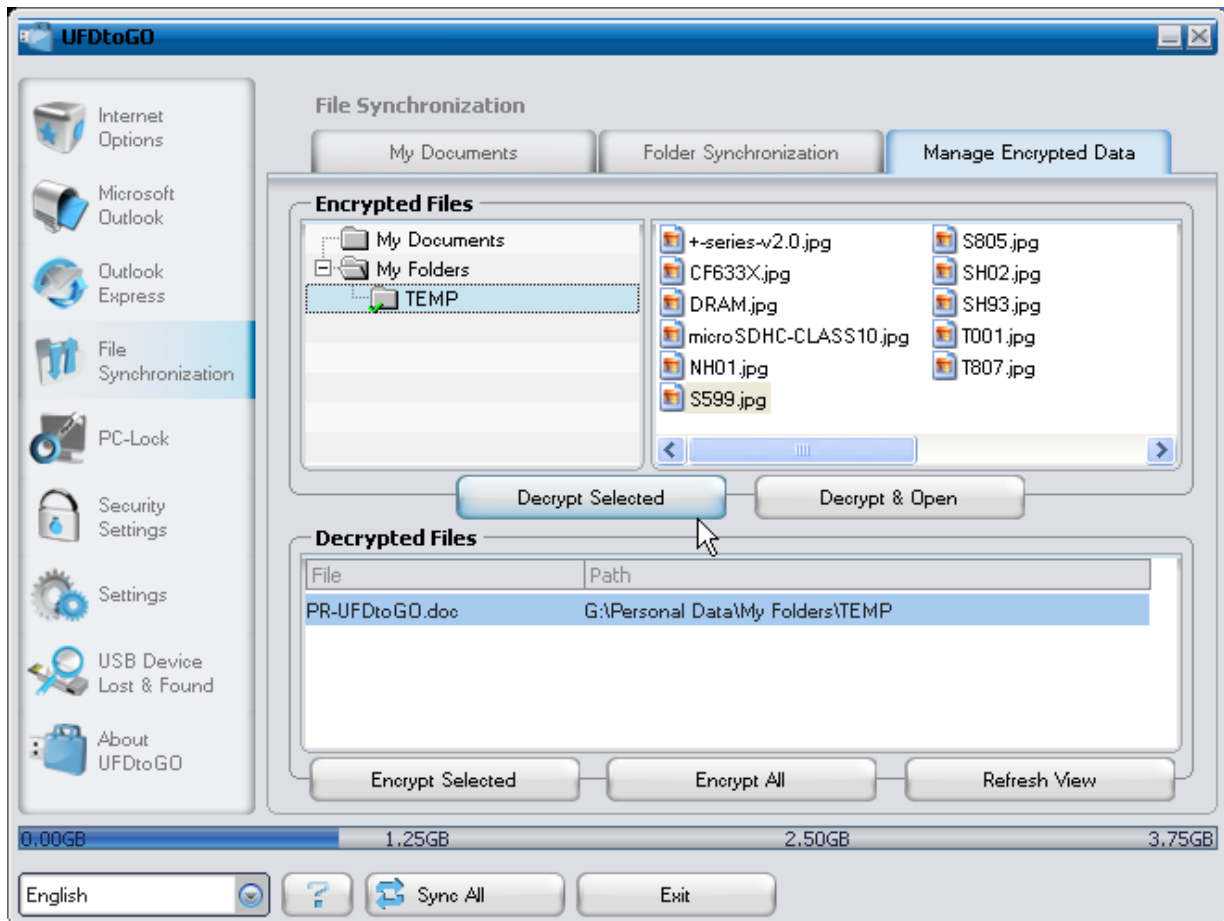 UFDtoGO
Internet
Options
Microsoft
Outlook
Outlook
Express
File
Synchronization
PC-Lock
Security
Settings
Settings
USB Device
Lost & Found
About
UFDtoGO
File Synchronization
My Documents
Folder Synchronization
Manage Encrypted Data
Encrypted Files
My Documents
My Folders
TEMP
+-series-v2.0.jpg
CF633X.jpg
DRAM.jpg
microSDHC-CLASS10.jpg
NH01.jpg
S599.jpg
S805.jpg
SH02.jpg
SH93.jpg
T001.jpg
T807.jpg
Decrypt Selected
Decrypt & Open
Decrypted Files
File Path
PR-UFDtoGO.doc G:\Personal Data\My Folders\TEMP
Encrypt Selected
Encrypt All
Refresh View
0.00GB 1.25GB 2.50GB 3.75GB
English
?
Sync All
Exit